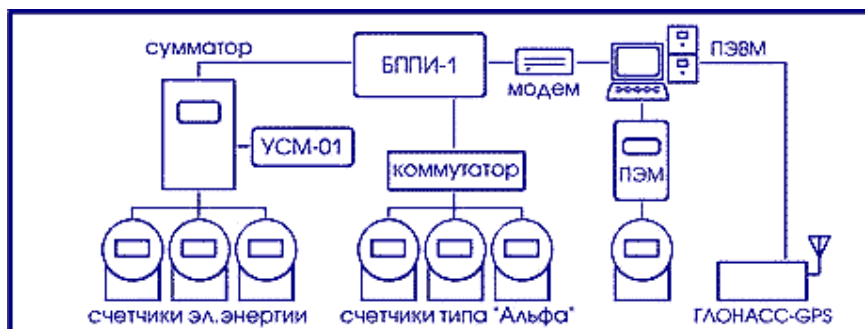 сумматор
БППИ-1
модем
ПЭВМ
УСМ-01
коммутатор
ПЭМ
счетчики эл.энергии
счетчики типа "Альфа"
ГЛОНАСС-GPS